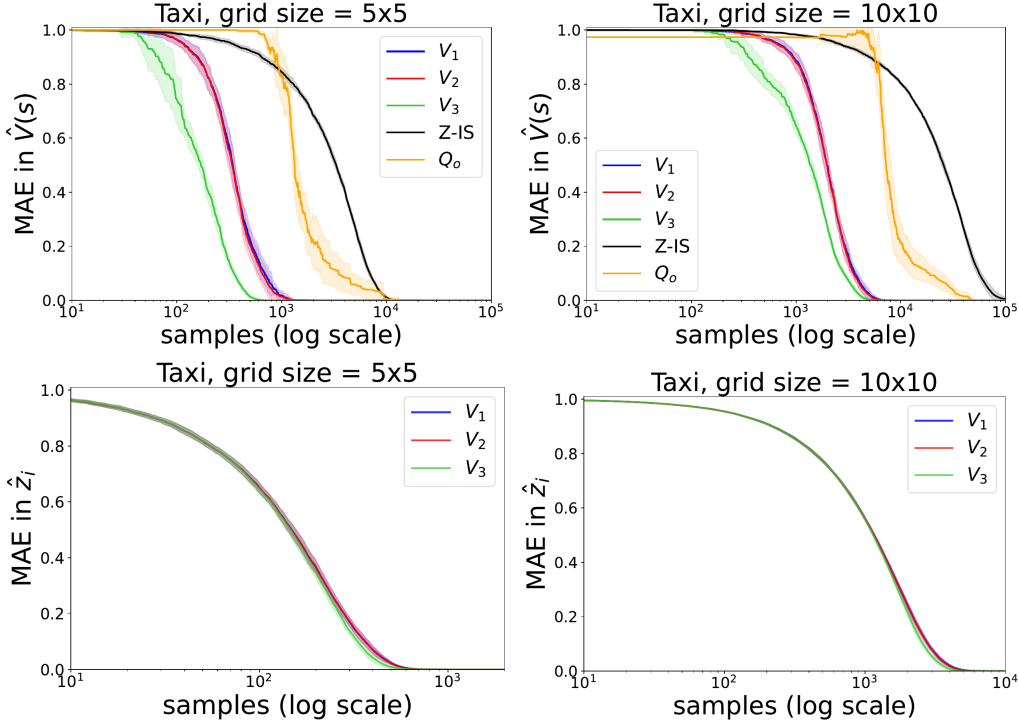 Taxi, grid size = 5x5
MAE in V̂(s)
1.0
0.8
0.6
0.4
0.2
0.0
V₁
V₂
V₃
Z-IS
Qₒ
10¹
10²
10³
10⁴
10⁵
samples (log scale)
Taxi, grid size = 10x10
MAE in V̂(s)
1.0
0.8
0.6
0.4
0.2
0.0
V₁
V₂
V₃
Z-IS
Qₒ
10¹
10²
10³
10⁴
10⁵
samples (log scale)
Taxi, grid size = 5x5
MAE in ẑᵢ
1.0
0.8
0.6
0.4
0.2
0.0
V₁
V₂
V₃
10¹
10²
10³
samples (log scale)
Taxi, grid size = 10x10
MAE in ẑᵢ
1.0
0.8
0.6
0.4
0.2
0.0
V₁
V₂
V₃
10¹
10²
10³
10⁴
samples (log scale)